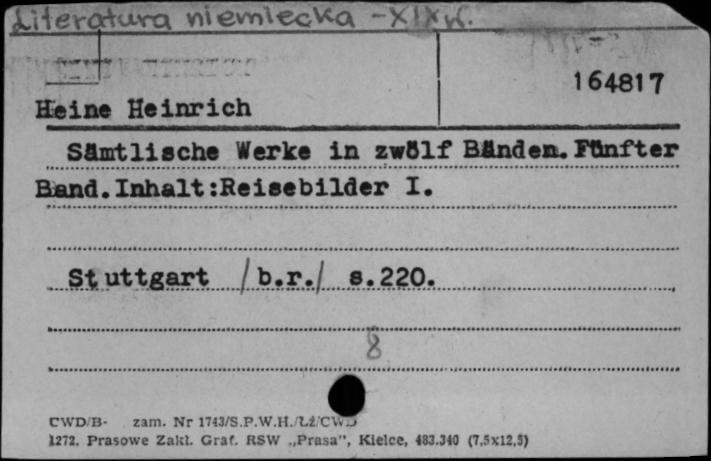 Literatura niemiecka - XIX w.
164817
Heine Heinrich
Sämtlische Werke in zwölf Bänden. Fünfter
Band. Inhalt:Reisebilder I.
Stuttgart /b.r./ s.220.
8
CWD/B- zam. Nr 1743/S.P.W.H./Łż/CWD
1272. Prasowe Zakł. Graf. RSW „Prasa", Kielce, 483.340 (7,5x12,5)